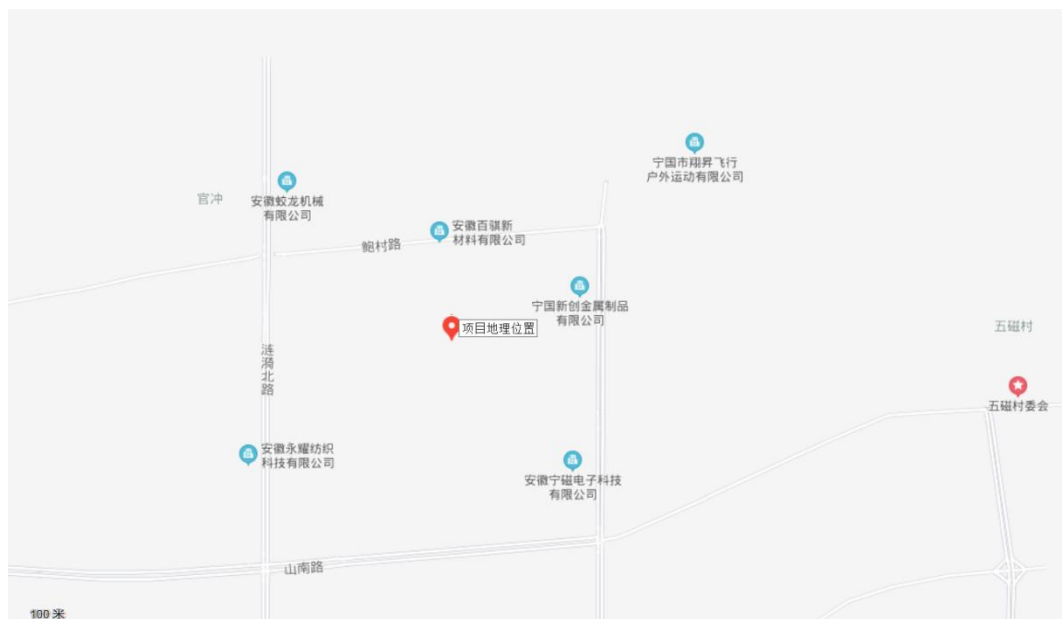 宁国市翔昇飞行
户外运动有限公司
官冲
安徽蛟龙机械
有限公司
安徽百骐新
材料有限公司
鲍村路
宁国新创金属制品
有限公司
项目地理位置
五磁村
涟漪北路
五磁村委会
安徽永耀纺织
科技有限公司
安徽宁磁电子科技
有限公司
山南路
100 米